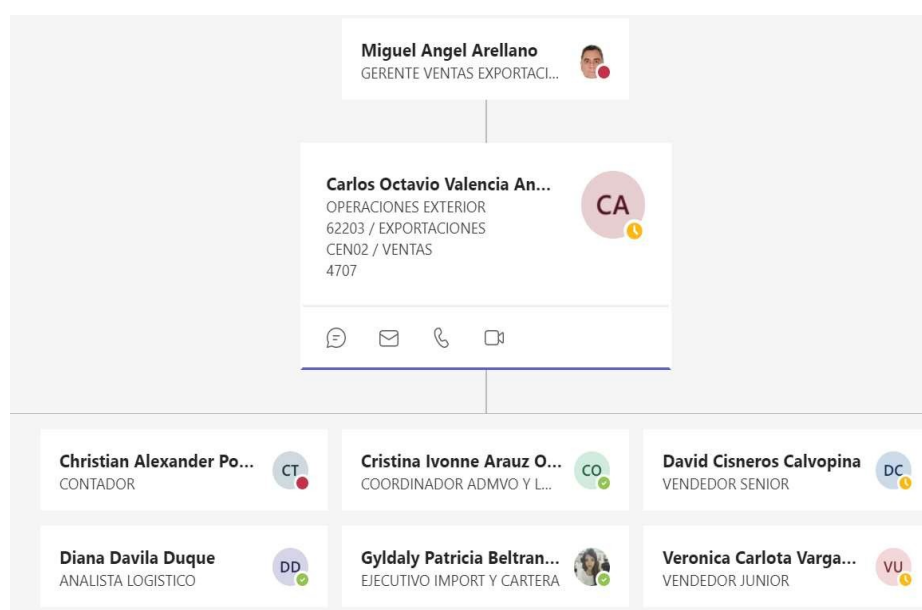 Miguel Angel Arellano
GERENTE VENTAS EXPORTACI...
Carlos Octavio Valencia An...
OPERACIONES EXTERIOR
62203 / EXPORTACIONES
CEN02 / VENTAS
4707
CA
Christian Alexander Po...
CONTADOR
CT
Cristina Ivonne Arauz O...
COORDINADOR ADMVO Y L...
CO
David Cisneros Calvopina
VENDEDOR SENIOR
DC
Diana Davila Duque
ANALISTA LOGISTICO
DD
Gyldaly Patricia Beltran...
EJECUTIVO IMPORT Y CARTERA
Veronica Carlota Varga...
VENDEDOR JUNIOR
VU